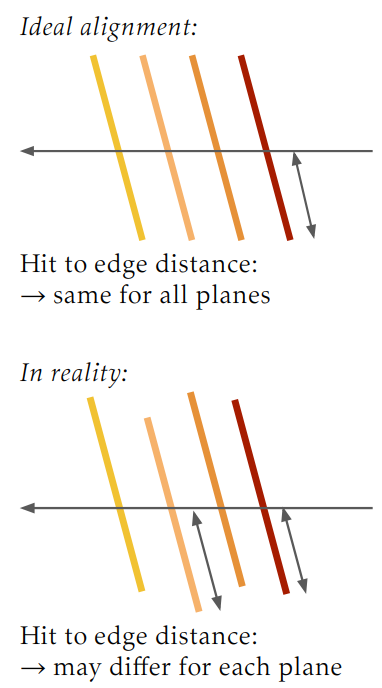 Ideal alignment:
Hit to edge distance:
→ same for all planes
In reality:
Hit to edge distance:
→ may differ for each plane